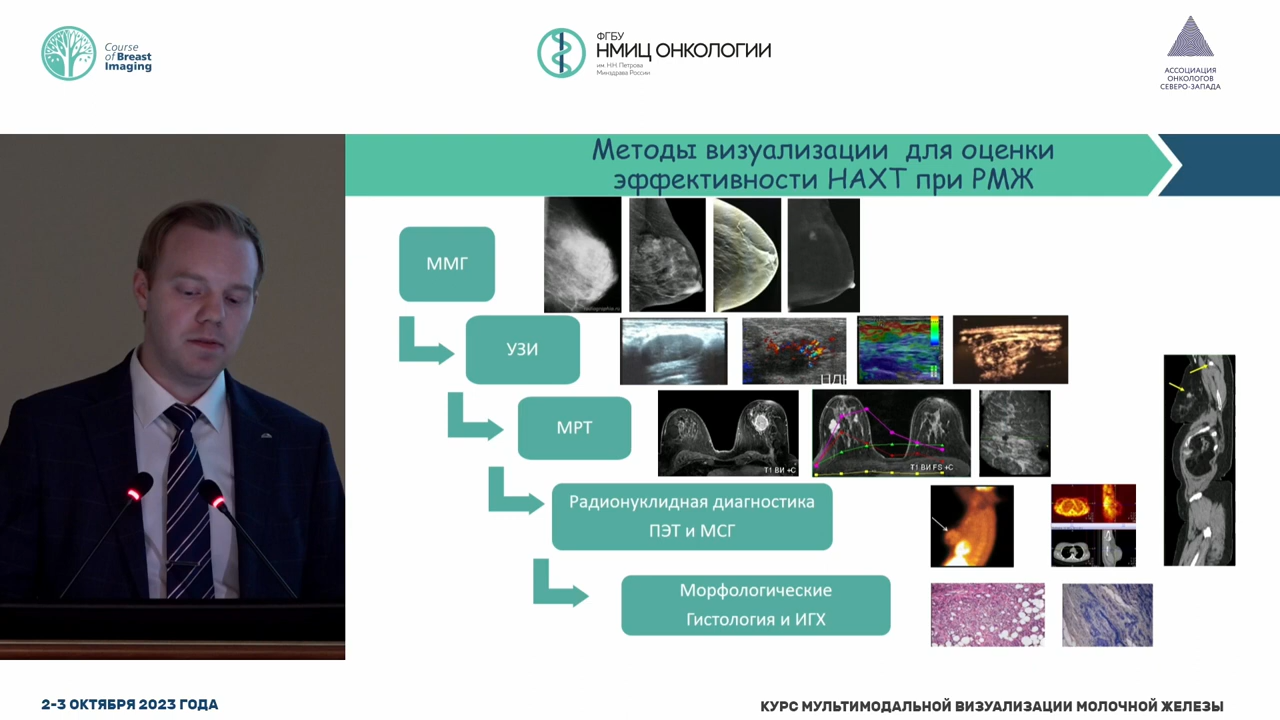 Course
of Breast
Imaging
ФГБУ
НМИЦ ОНКОЛОГИИ
им. Н.Н. Петрова
Минздрава России
АССОЦИАЦИЯ
ОНКОЛОГОВ
СЕВЕРО-ЗАПАДА
Методы визуализации для оценки
эффективности НАХТ при РМЖ
ММГ
УЗИ
МРТ
T1 ВИ +C
T1 ВИ FS +C
Радионуклидная диагностика
ПЭТ и МСГ
Морфологические
Гистология и ИГХ
2-3 ОКТЯБРЯ 2023 ГОДА
КУРС МУЛЬТИМОДАЛЬНОЙ ВИЗУАЛИЗАЦИИ МОЛОЧНОЙ ЖЕЛЕЗЫ